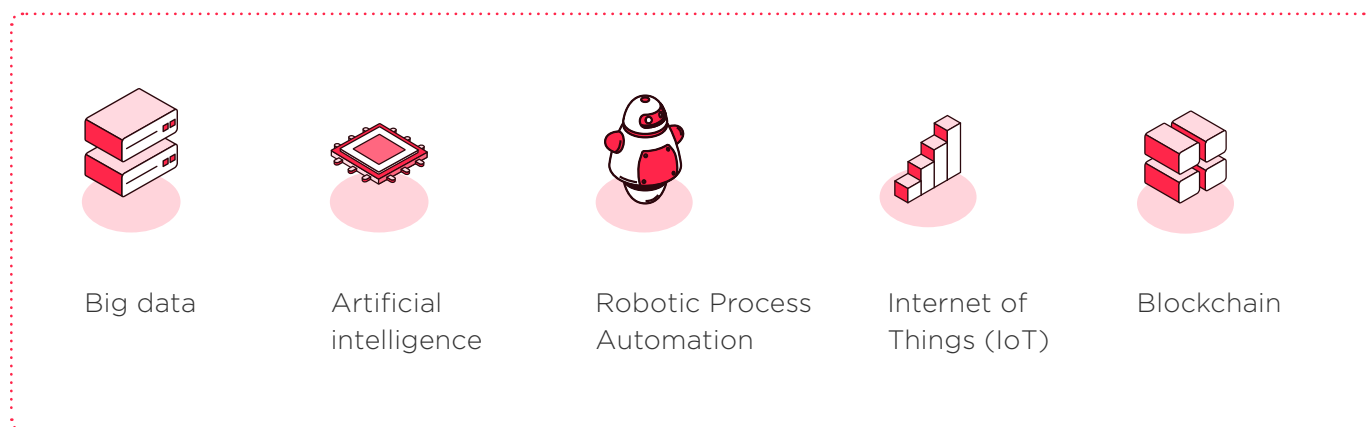 Big data
Artificial
intelligence
Robotic Process
Automation
Internet of
Things (IoT)
Blockchain